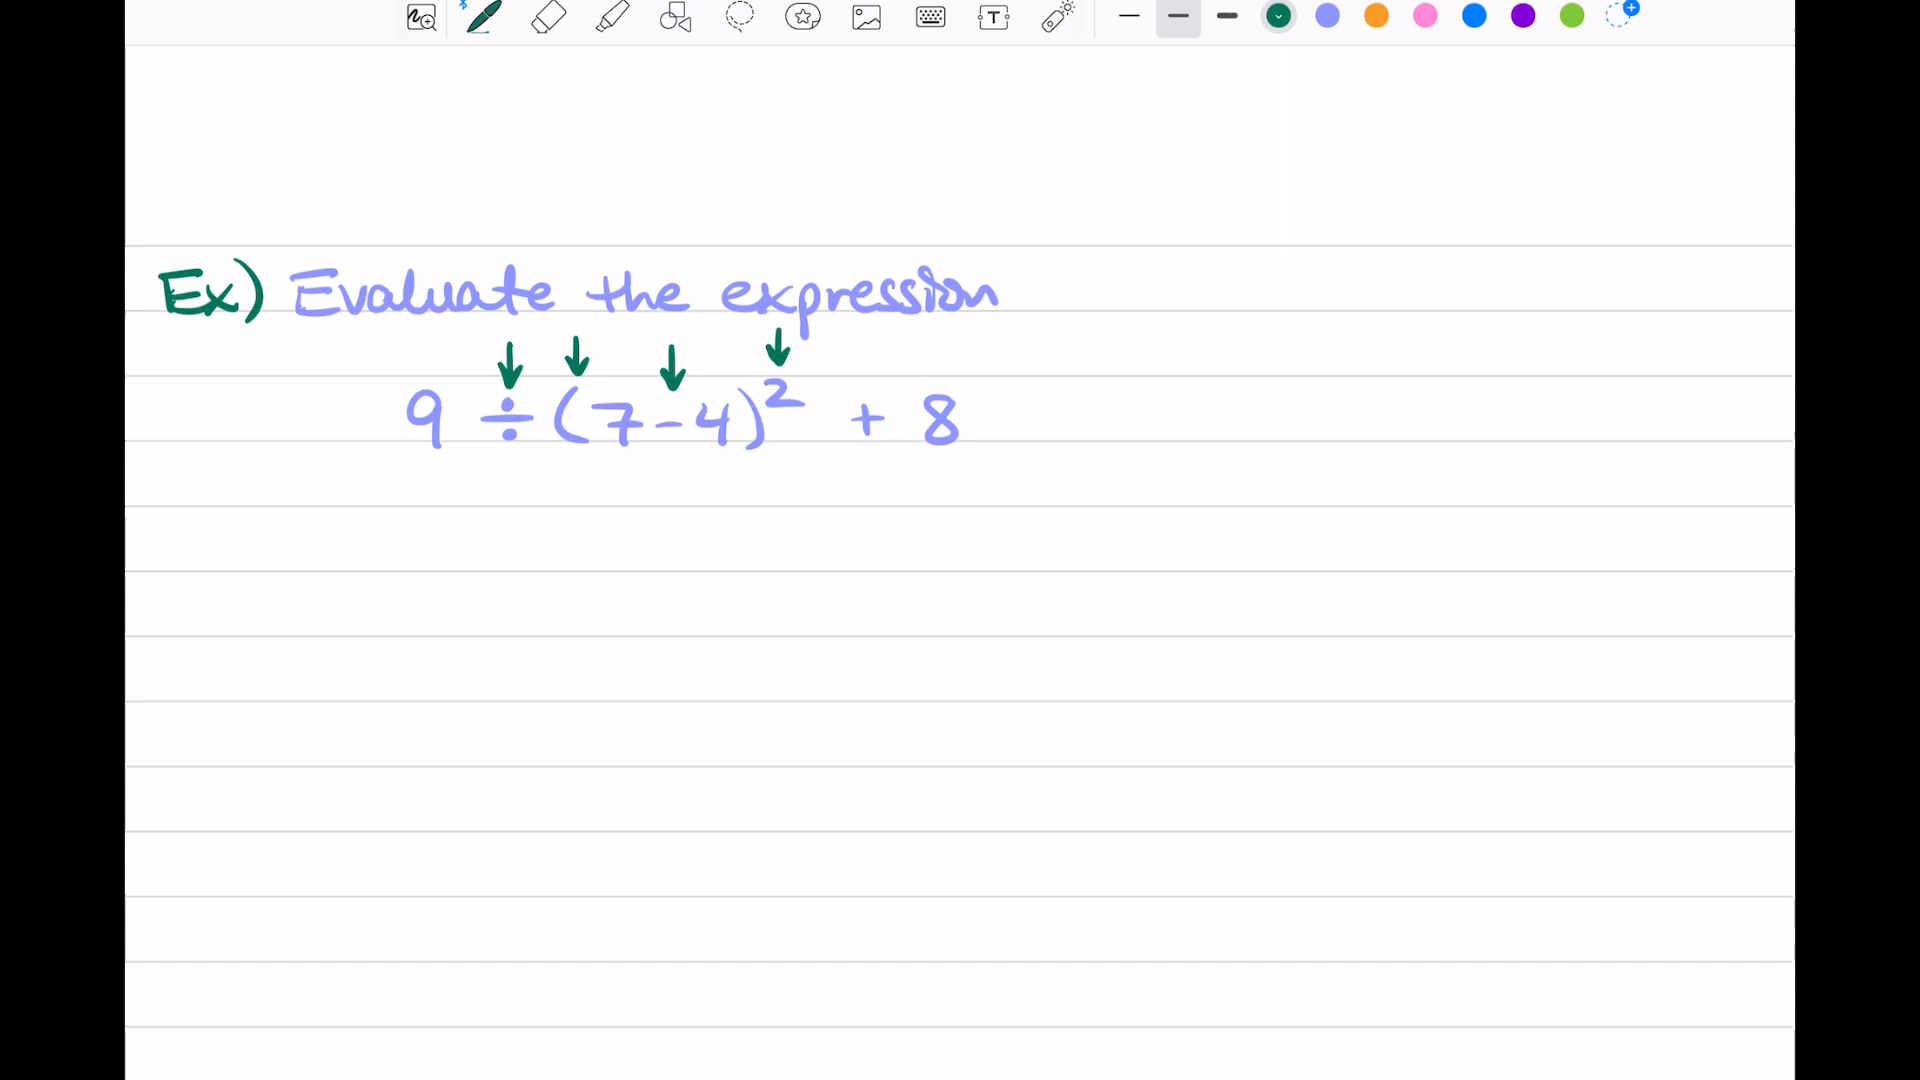 Ex) Evaluate the expression
9 ÷ (7-4)² + 8